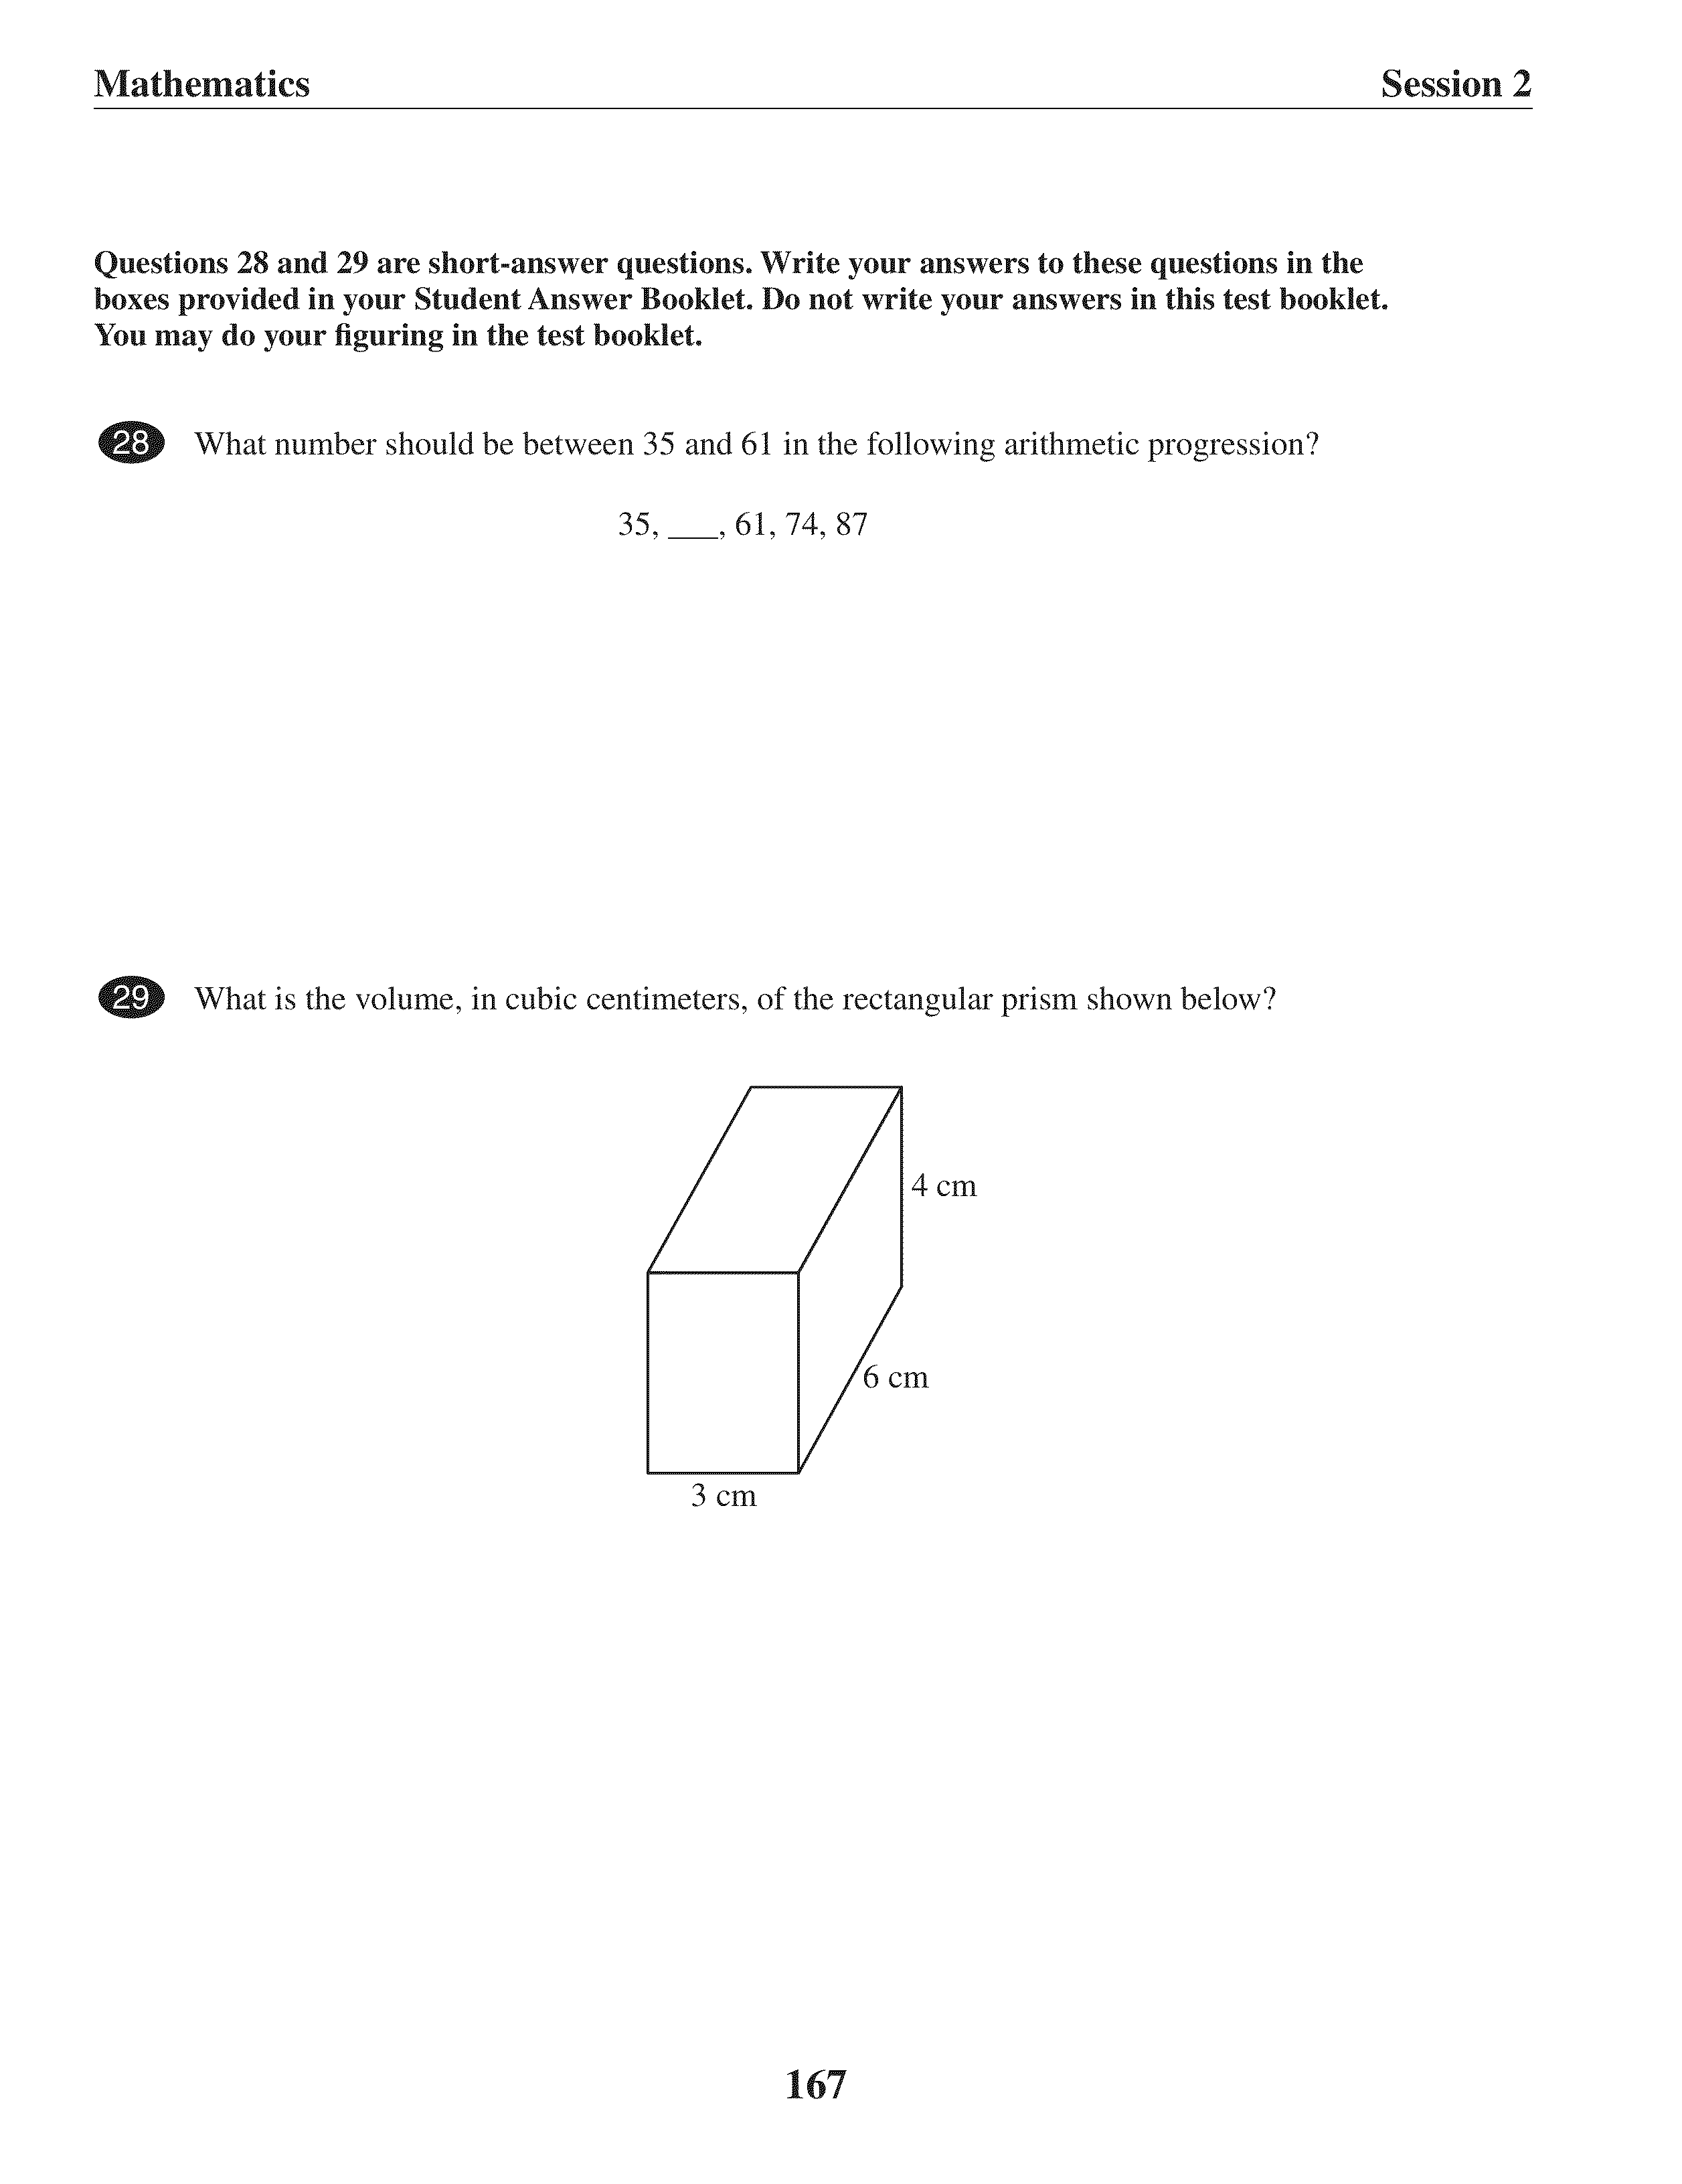 Mathematics
Session 2
Questions 28 and 29 are short-answer questions. Write your answers to these questions in the
boxes provided in your Student Answer Booklet. Do not write your answers in this test booklet.
You may do your figuring in the test booklet.
28 What number should be between 35 and 61 in the following arithmetic progression?
35, ___, 61, 74, 87
29 What is the volume, in cubic centimeters, of the rectangular prism shown below?
4 cm
6 cm
3 cm
167